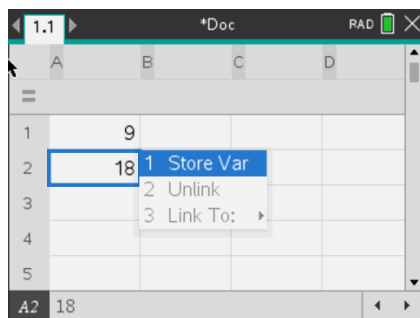 1.1 *Doc RAD
A B C D
=
1 9
2 18
3
4
5
1 Store Var
2 Unlink
3 Link To:
A2 18